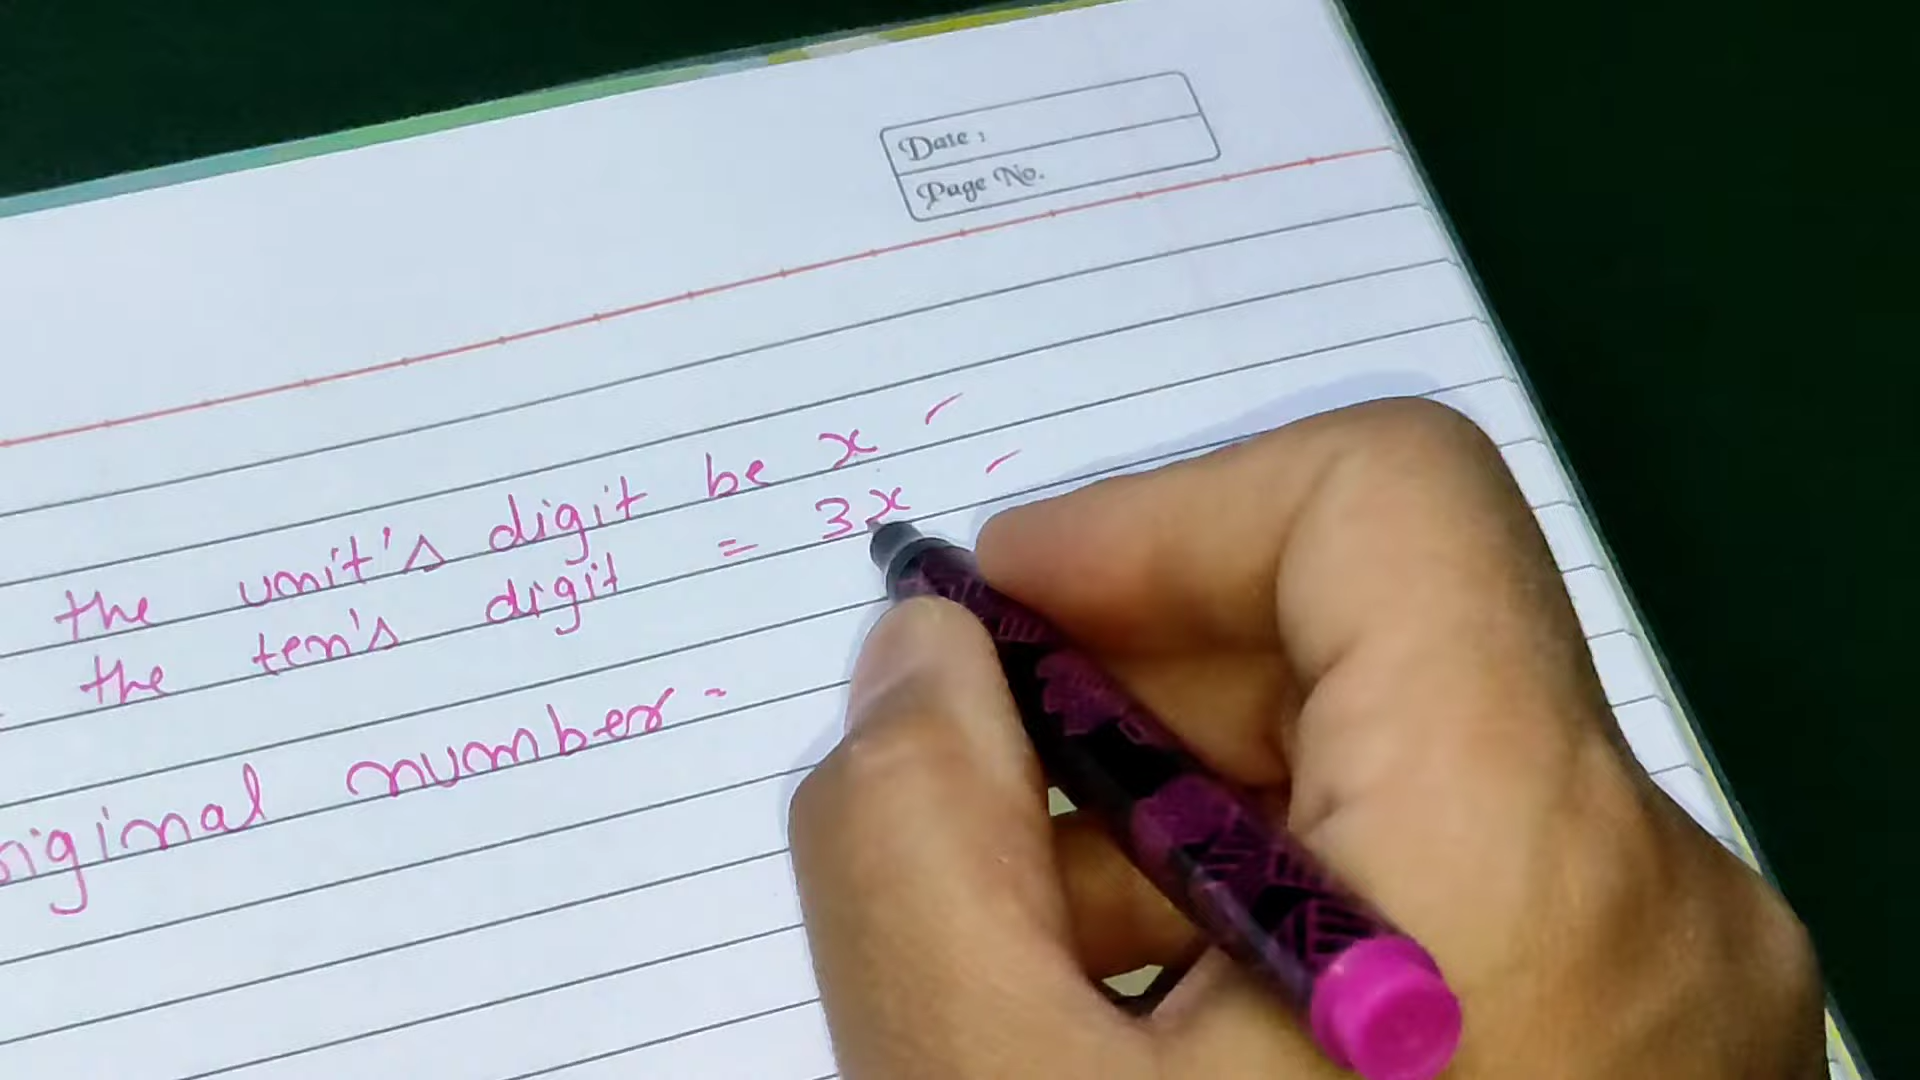 Date :
Page No.
the unit's digit be x
the ten's digit = 3x
original number =